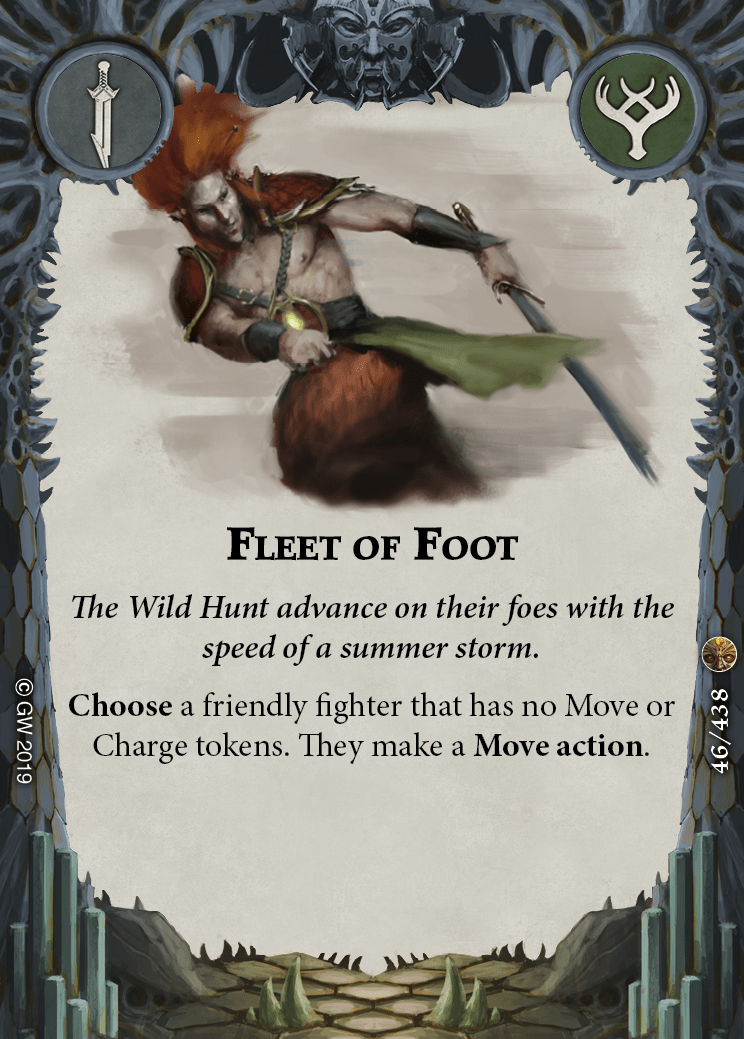 Fleet of Foot
The Wild Hunt advance on their foes with the
speed of a summer storm.
Choose a friendly fighter that has no Move or
Charge tokens. They make a Move action.
© GW 2019
46/438